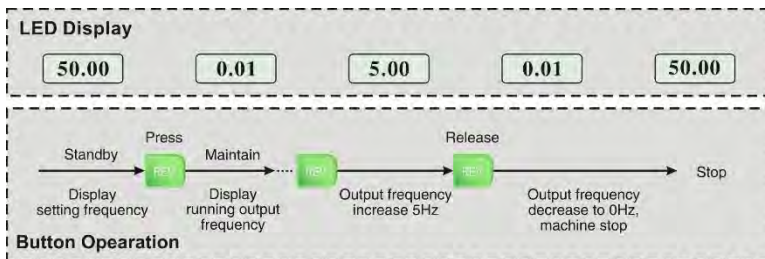 LED Display
50.00 0.01 5.00 0.01 50.00
Press Release
Standby Maintain Stop
Display
setting frequency
Display
running output
frequency
Output frequency
increase 5Hz
Output frequency
decrease to 0Hz,
machine stop
Button Opearation